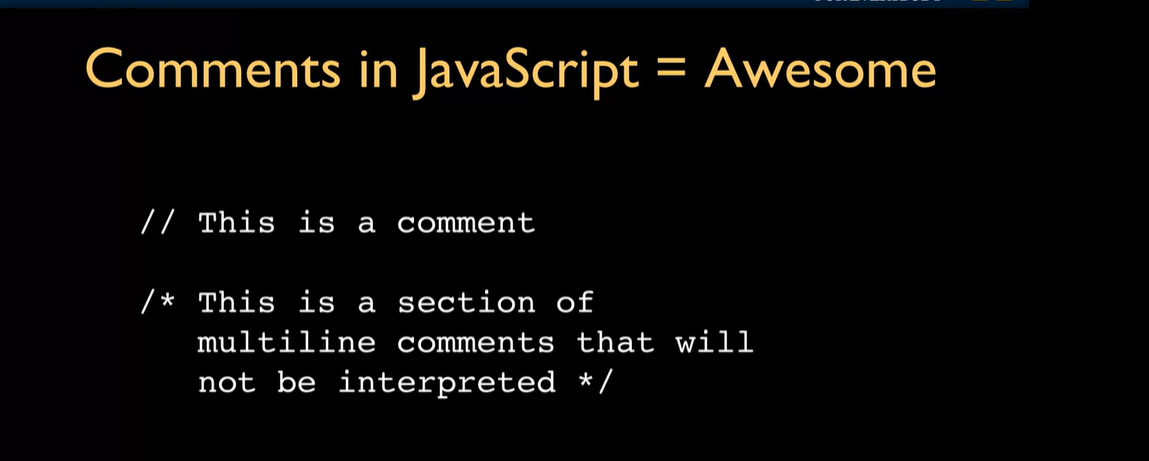 Comments in JavaScript = Awesome
// This is a comment
/* This is a section of
multiline comments that will
not be interpreted */